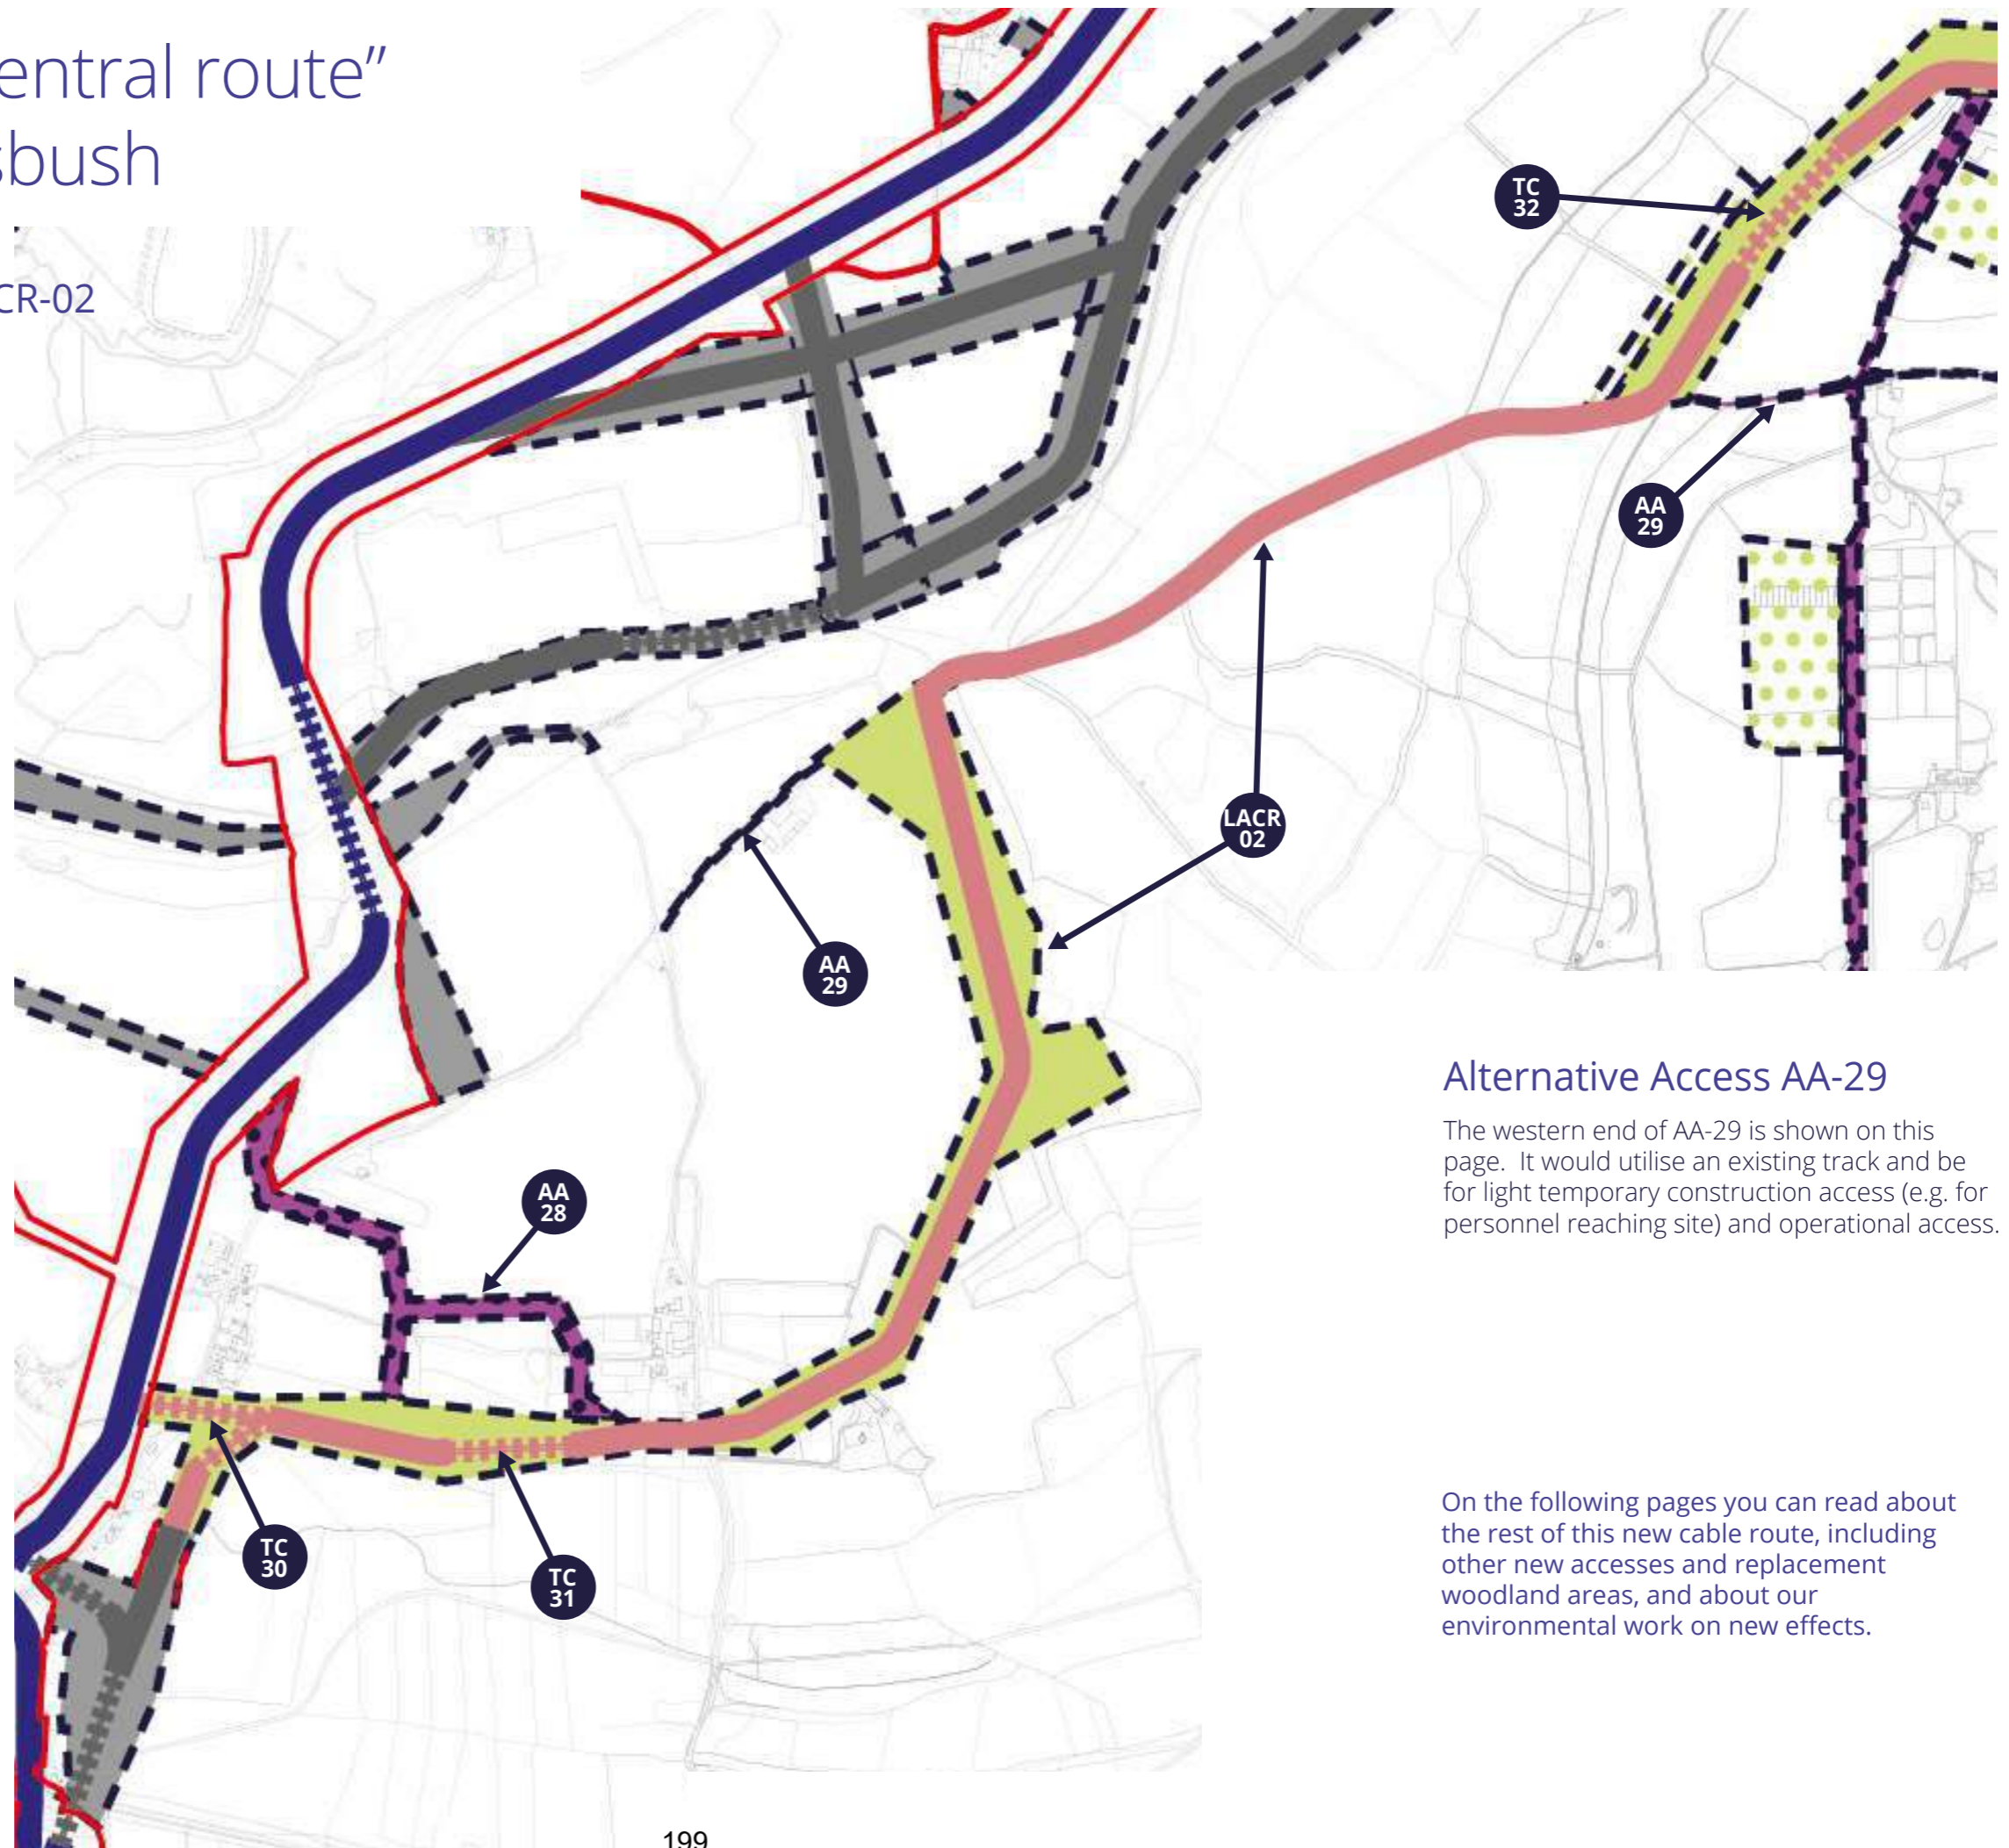 entral route”
sbush
CR-02
TC
32
AA
29
LACR
02
AA
29
AA
28
TC
30
TC
31
Alternative Access AA-29
The western end of AA-29 is shown on this
page. It would utilise an existing track and be
for light temporary construction access (e.g. for
personnel reaching site) and operational access.
On the following pages you can read about
the rest of this new cable route, including
other new accesses and replacement
woodland areas, and about our
environmental work on new effects.
199